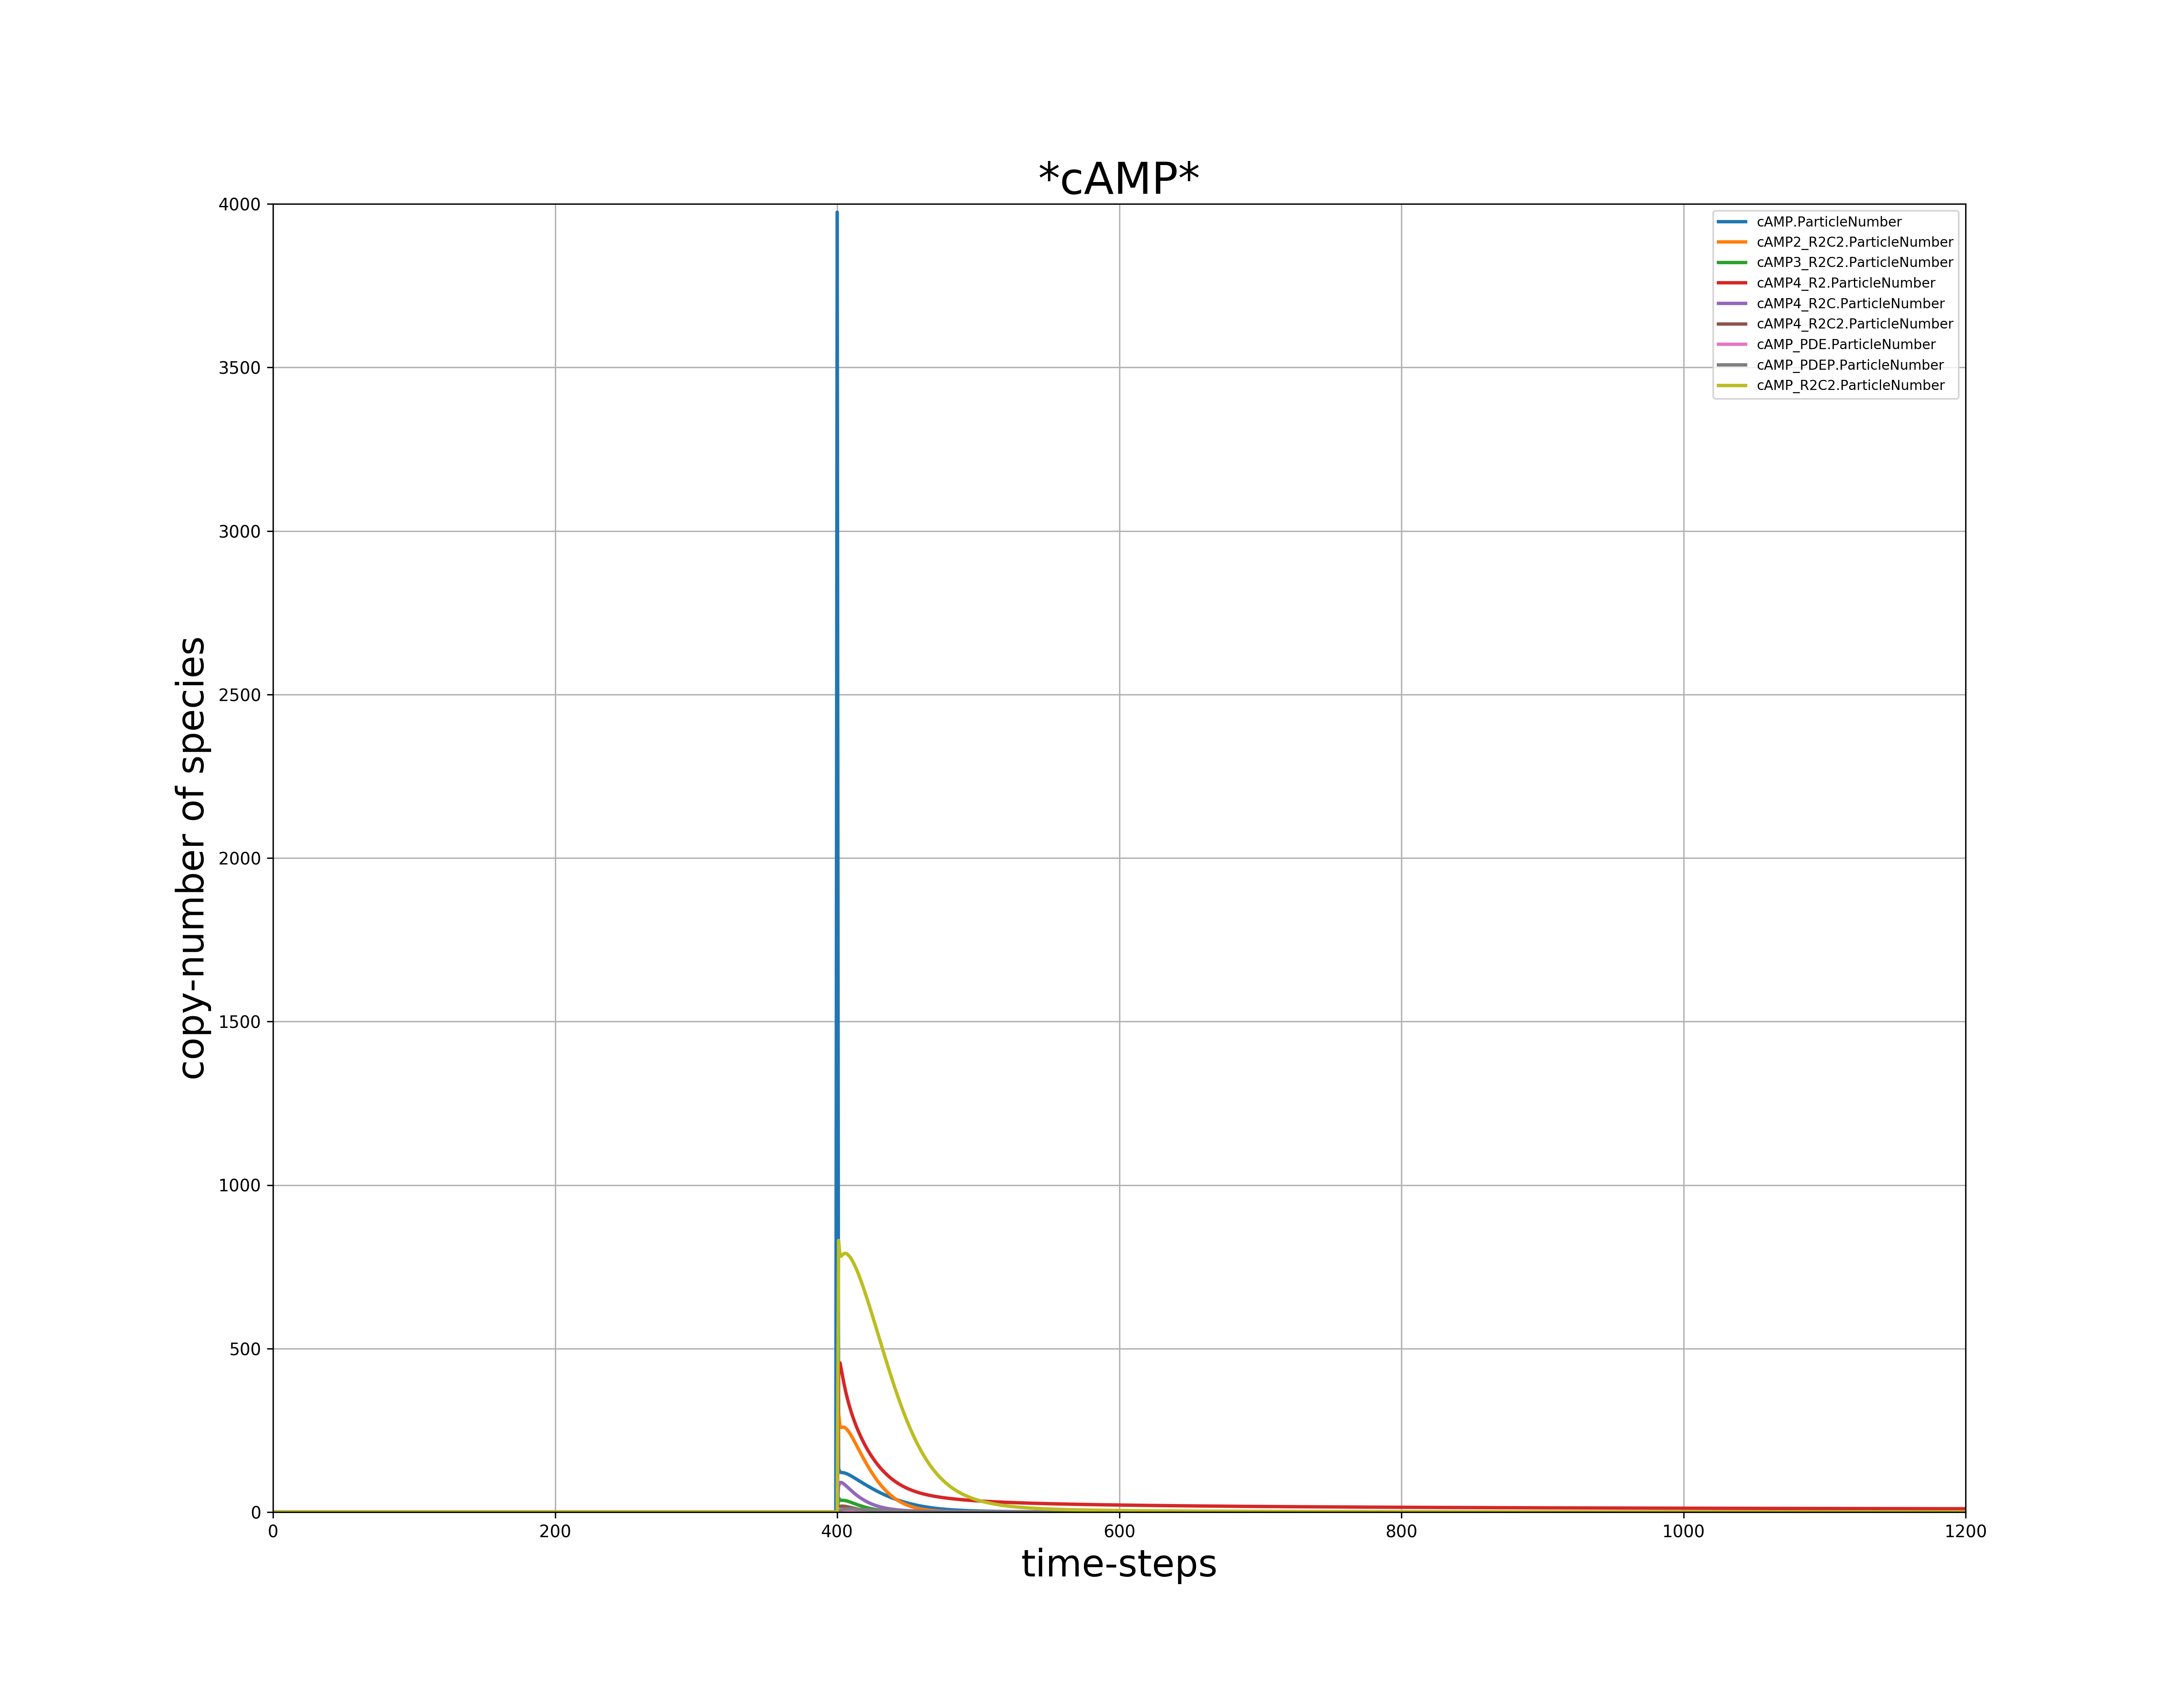 *cAMP*
4000
3500
3000
2500
2000
1500
1000
500
0
copy-number of species
cAMP.ParticleNumber
cAMP2_R2C2.ParticleNumber
cAMP3_R2C2.ParticleNumber
cAMP4_R2.ParticleNumber
cAMP4_R2C.ParticleNumber
cAMP4_R2C2.ParticleNumber
cAMP_PDE.ParticleNumber
cAMP_PDEP.ParticleNumber
cAMP_R2C2.ParticleNumber
0 200 400 600 800 1000 1200
time-steps